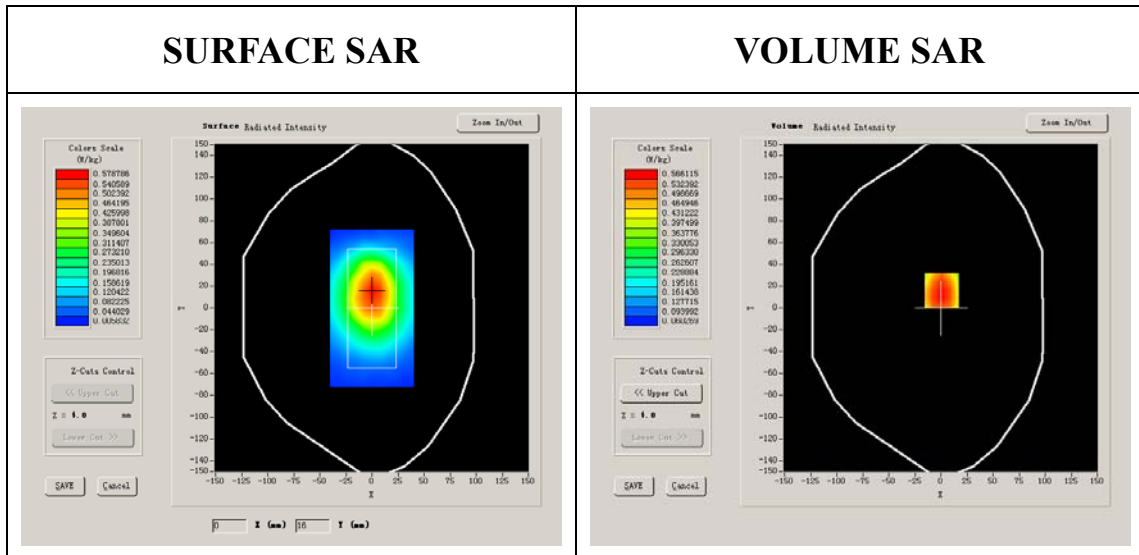 SURFACE SAR
VOLUME SAR
Surface Radiated Intensity
Zoom In/Out
Colors Scale
(W/kg)
0.578786
0.540589
0.502392
0.464195
0.425998
0.387801
0.349604
0.311407
0.273210
0.235013
0.196816
0.158619
0.120422
0.082225
0.044029
0.005832
150
140
120
100
80
60
40
20
0
-20
-40
-60
-80
-100
-120
-140
-150
Y
-150 -125 -100 -75 -50 -25 0 25 50 75 100 125 150
X
Z-Cuts Control
<< Upper Cut
Z = 4.0 mm
Lower Cut >>
SAVE Cancel
0 X (mm) 16 Y (mm)
Volume Radiated Intensity
Zoom In/Out
Colors Scale
(W/kg)
0.566115
0.532392
0.498669
0.464946
0.431222
0.397499
0.363776
0.330053
0.296330
0.262607
0.228884
0.195161
0.161438
0.127715
0.093992
0.060269
150
140
120
100
80
60
40
20
0
-20
-40
-60
-80
-100
-120
-140
-150
Y
-150 -125 -100 -75 -50 -25 0 25 50 75 100 125 150
X
Z-Cuts Control
<< Upper Cut
Z = 4.0 mm
Lower Cut >>
SAVE Cancel